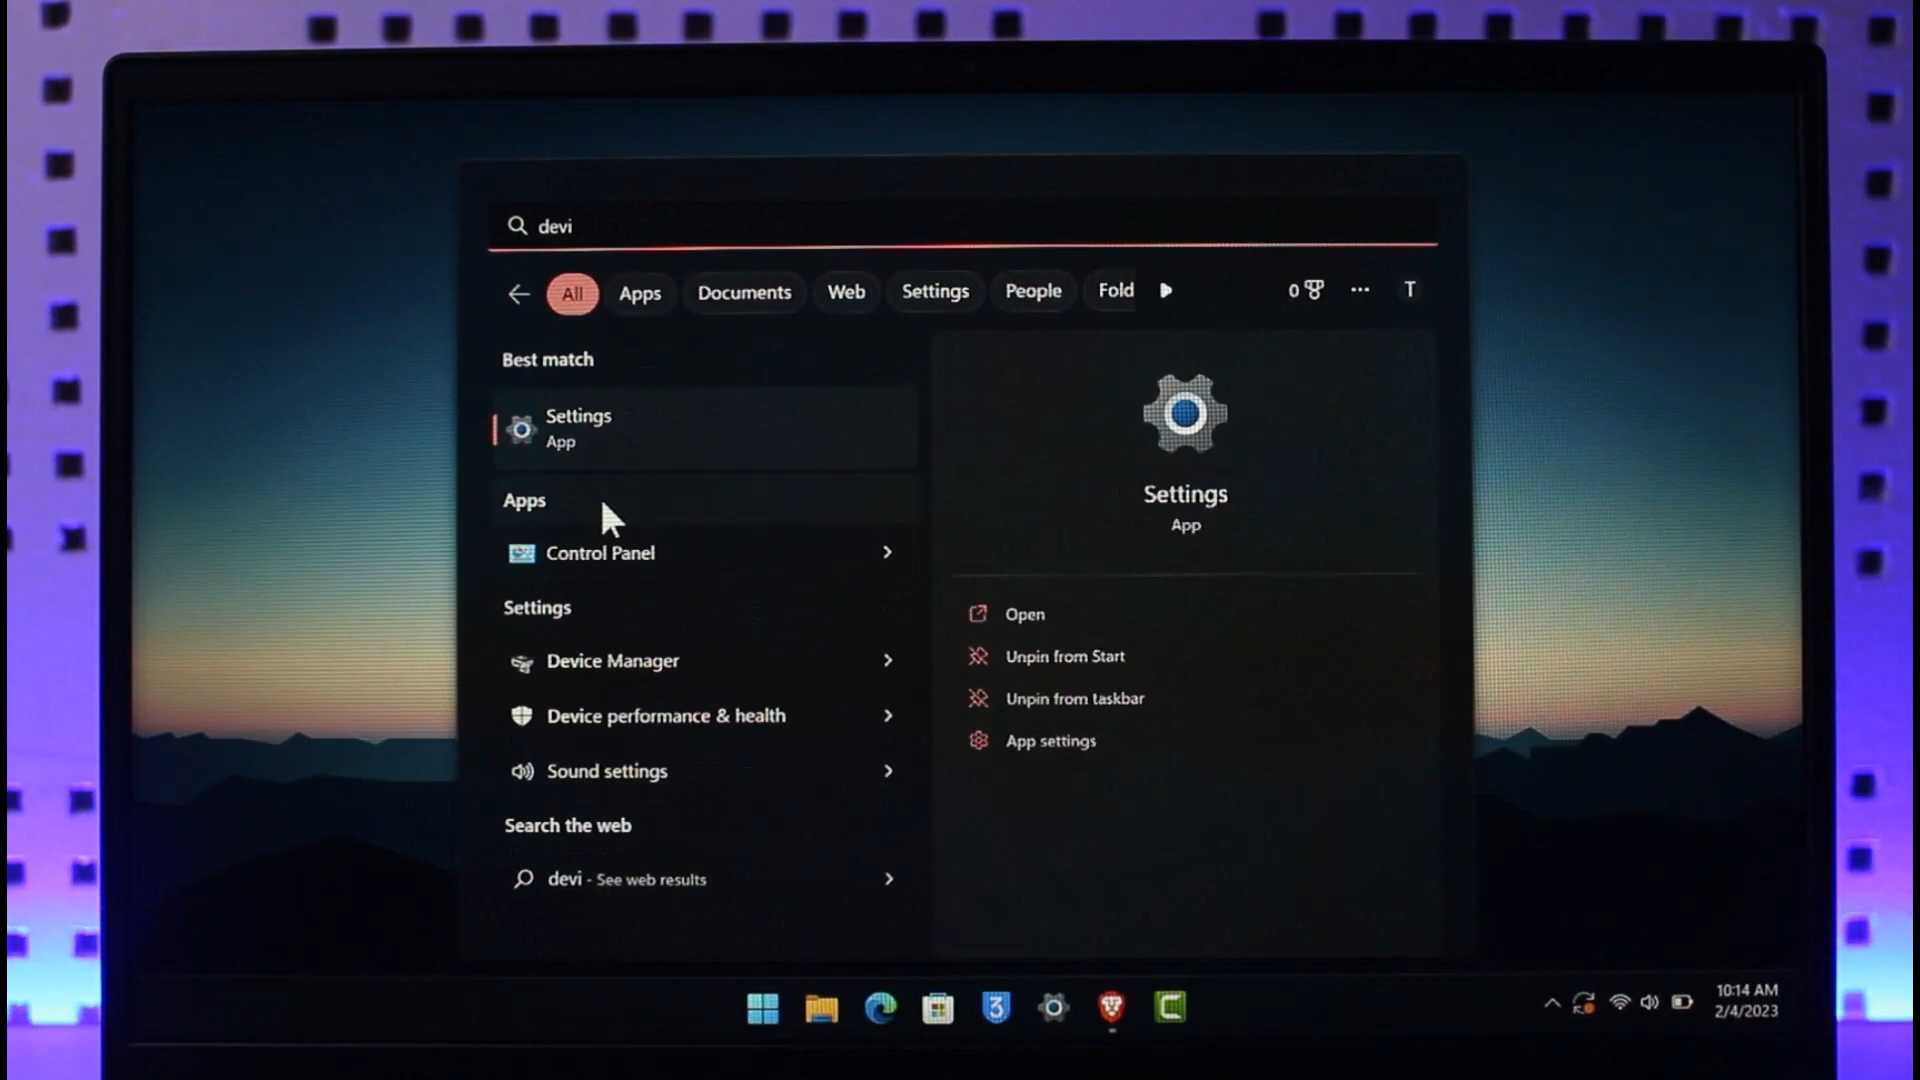 devi
All Apps Documents Web Settings People Fold 0 T
Best match
Settings
App
Apps
Control Panel
Settings
Device Manager
Device performance & health
Sound settings
Search the web
devi - See web results
Settings
App
Open
Unpin from Start
Unpin from taskbar
App settings
3
10:14 AM
2/4/2023